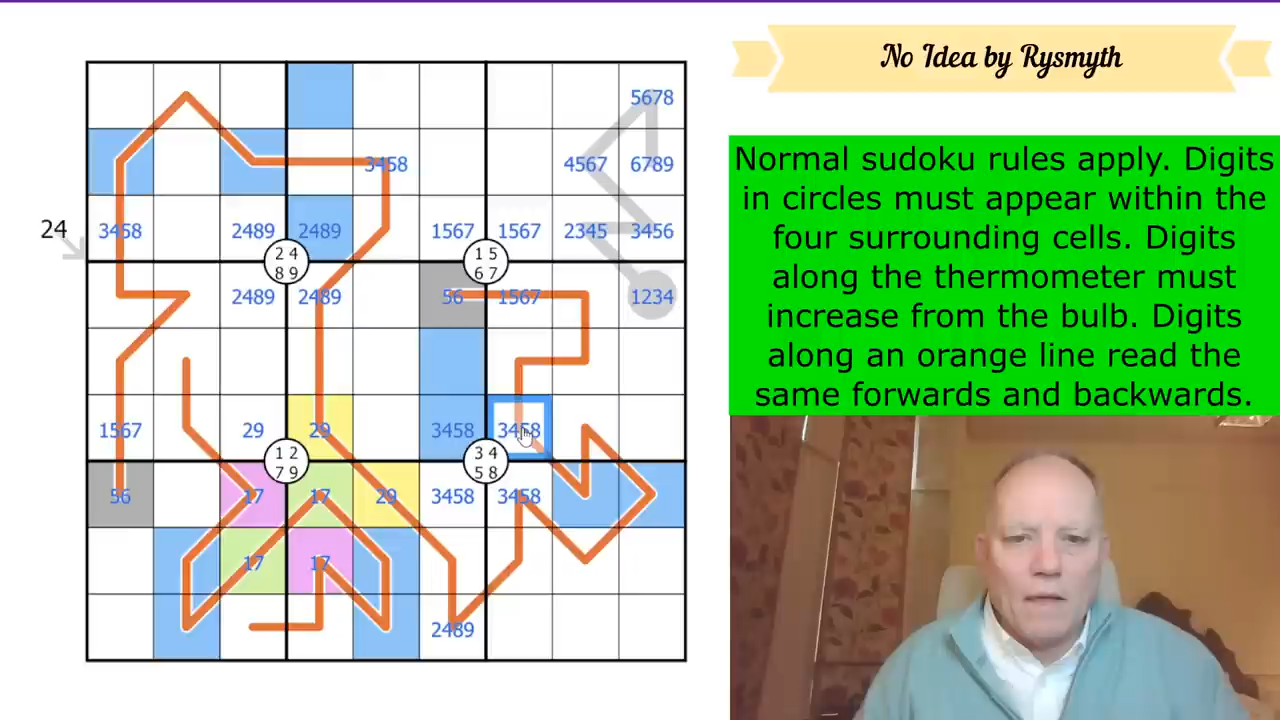 No Idea by Rysmyth
Normal sudoku rules apply. Digits
in circles must appear within the
four surrounding cells. Digits
along the thermometer must
increase from the bulb. Digits
along an orange line read the
same forwards and backwards.
5678
3458 4567 6789
24 3458 2489 2489 1567 1567 2345 3456
2 4 1 5
8 9 6 7
2489 2489 56 1567 1234
1567 29 29 3458 3458
1 2 3 4
7 9 5 8
56 17 17 29 3458 3458
17 17
2489